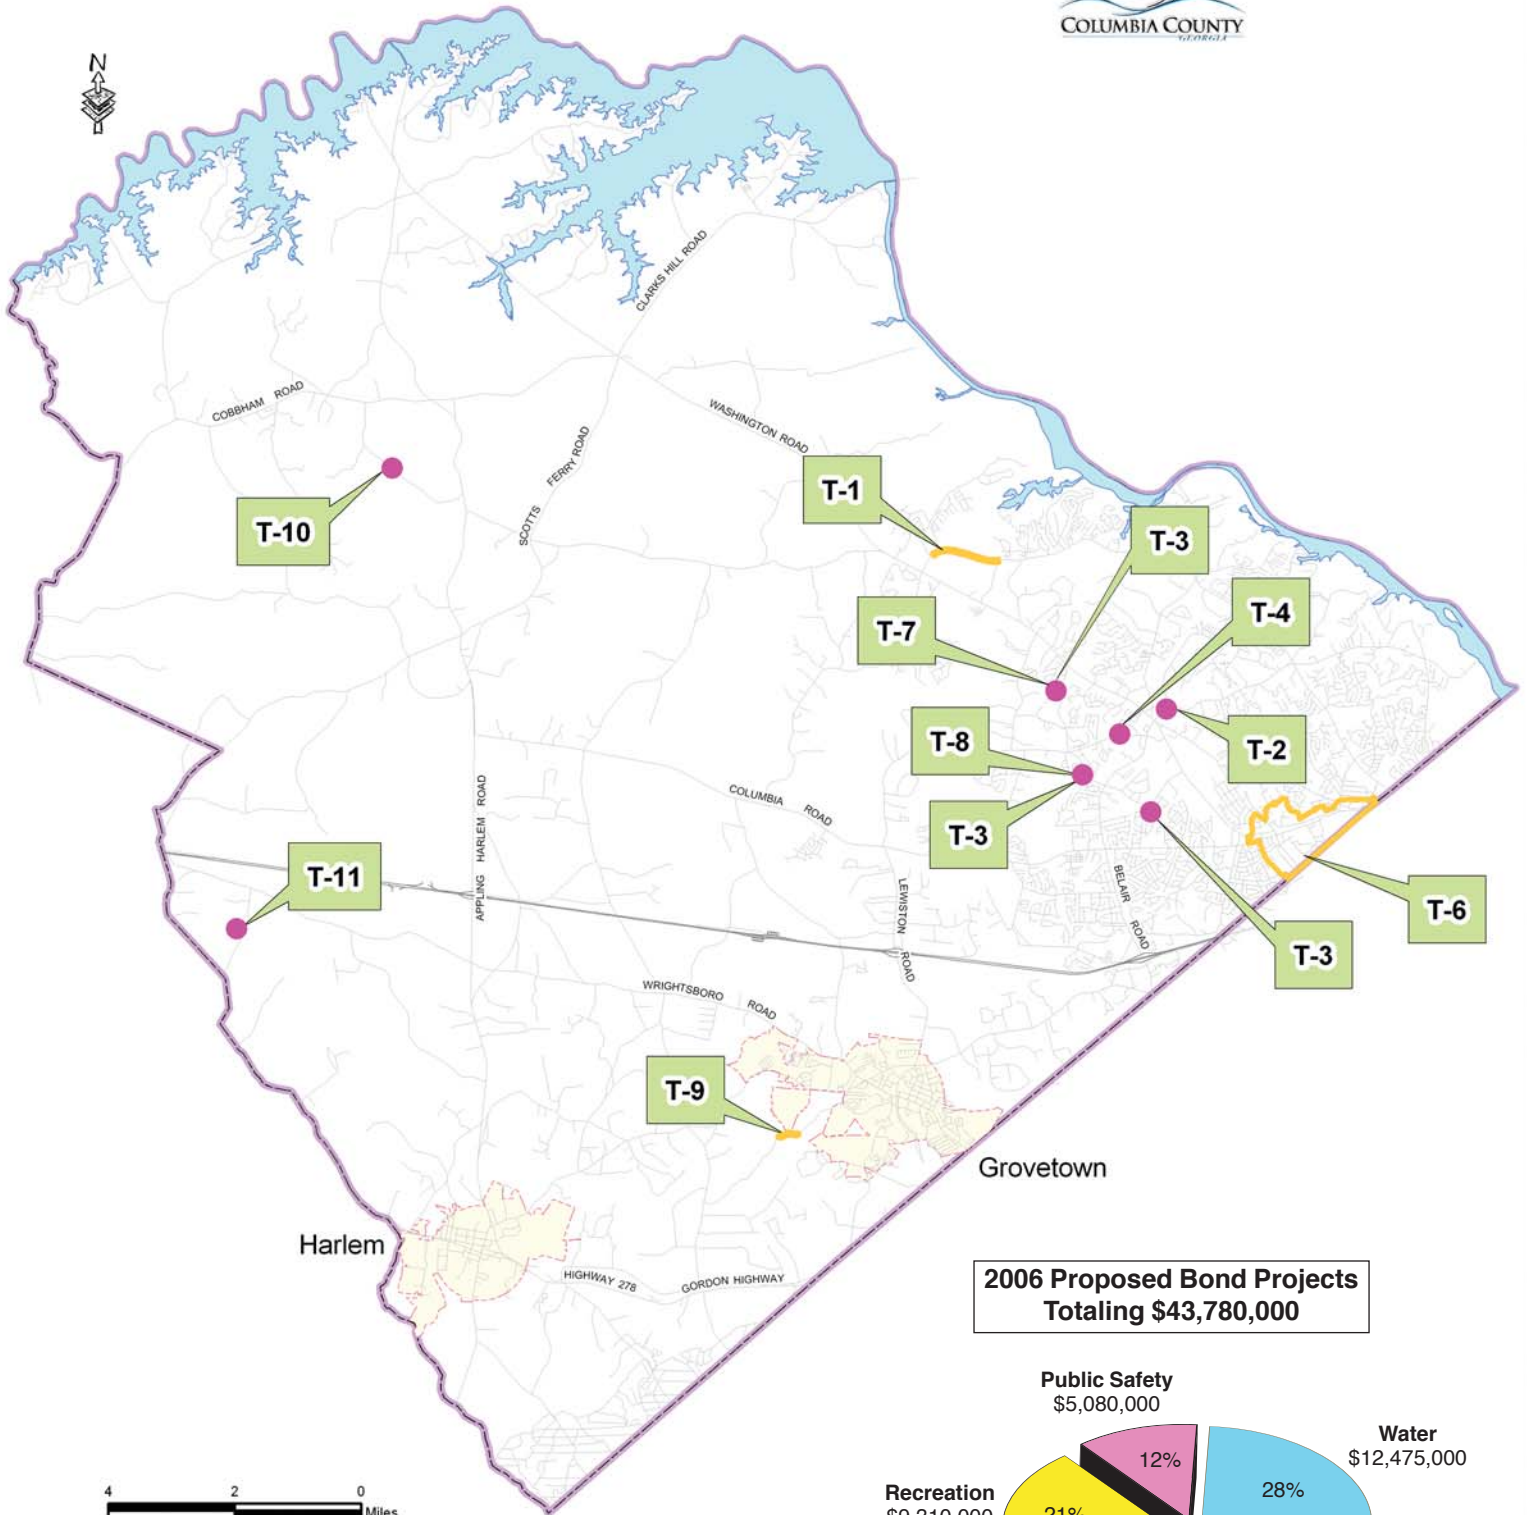 COLUMBIA COUNTY
GEORGIA
N
CLARKS HILL ROAD
COBBHAM ROAD
WASHINGTON ROAD
SCOTTS FERRY ROAD
T-1
T-10
T-3
T-4
T-7
T-8
T-2
COLUMBIA ROAD
T-3
APPLING HARLEM ROAD
T-11
LEWISTON ROAD
BELAIR ROAD
T-6
T-3
WRIGHTSBORO ROAD
T-9
Grovetown
Harlem
HIGHWAY 278
GORDON HIGHWAY
2006 Proposed Bond Projects
Totaling $43,780,000
Public Safety
$5,080,000
Water
$12,475,000
12%
28%
Recreation
21%
4 2 0
Miles